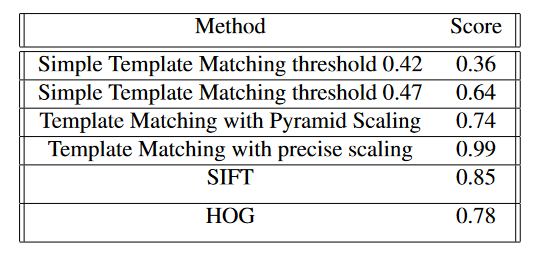 Method Score
Simple Template Matching threshold 0.42 0.36
Simple Template Matching threshold 0.47 0.64
Template Matching with Pyramid Scaling 0.74
Template Matching with precise scaling 0.99
SIFT 0.85
HOG 0.78